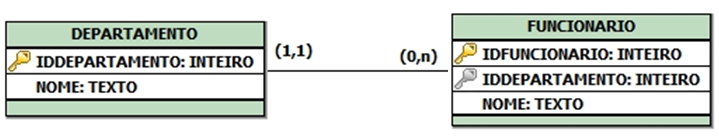 DEPARTAMENTO
IDDEPARTAMENTO: INTEIRO
NOME: TEXTO
(1,1)
(0,n)
FUNCIONARIO
IDFUNCIONARIO: INTEIRO
IDDEPARTAMENTO: INTEIRO
NOME: TEXTO